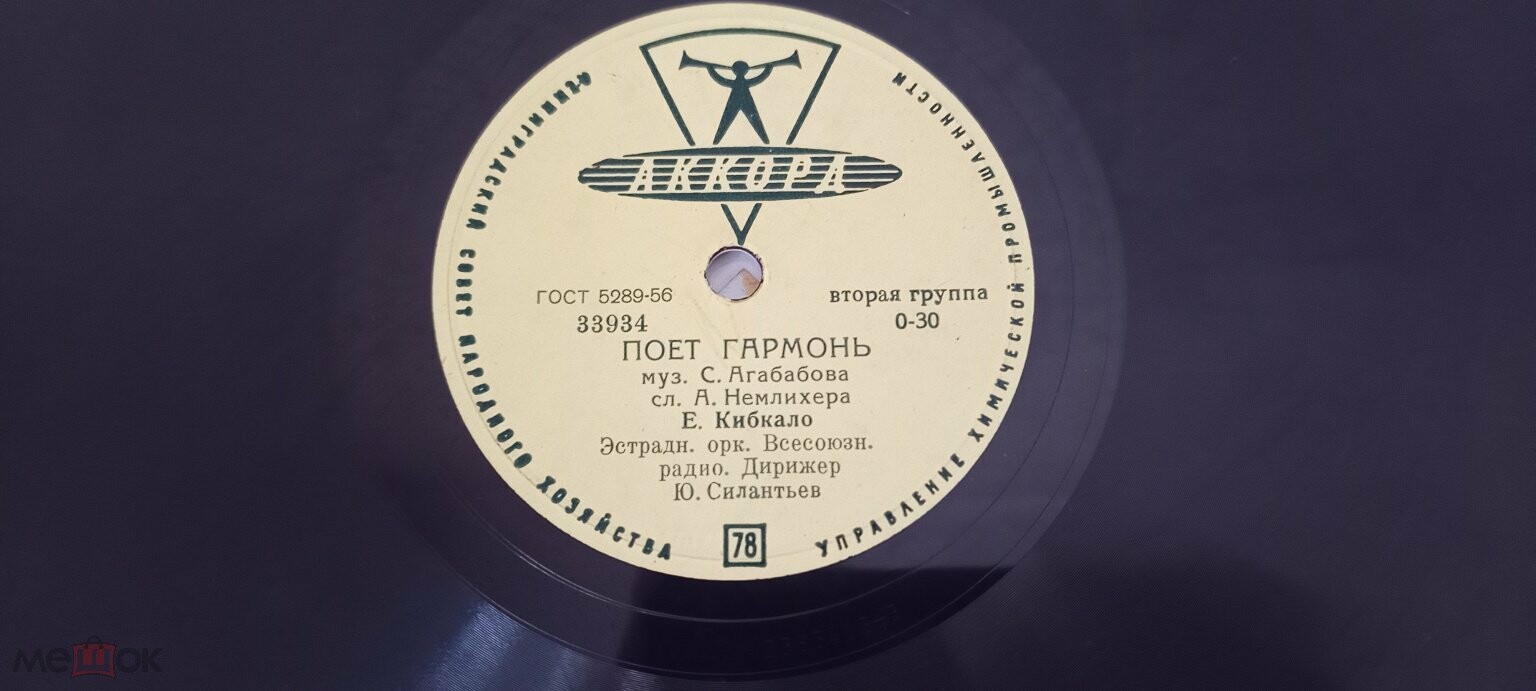 АККОРД
ЛЕНИНГРАДСКИЙ СОВЕТ НАРОДНОГО ХОЗЯЙСТВА
УПРАВЛЕНИЕ ХИМИЧЕСКОЙ ПРОМЫШЛЕННОСТИ
ГОСТ 5289-56
вторая группа
33934
0-30
ПОЕТ ГАРМОНЬ
муз. С. Агабабова
сл. А. Немлихера
Е. Кибкало
Эстрадн. орк. Всесоюзн.
радио. Дирижер
Ю. Силантьев
78
мешок